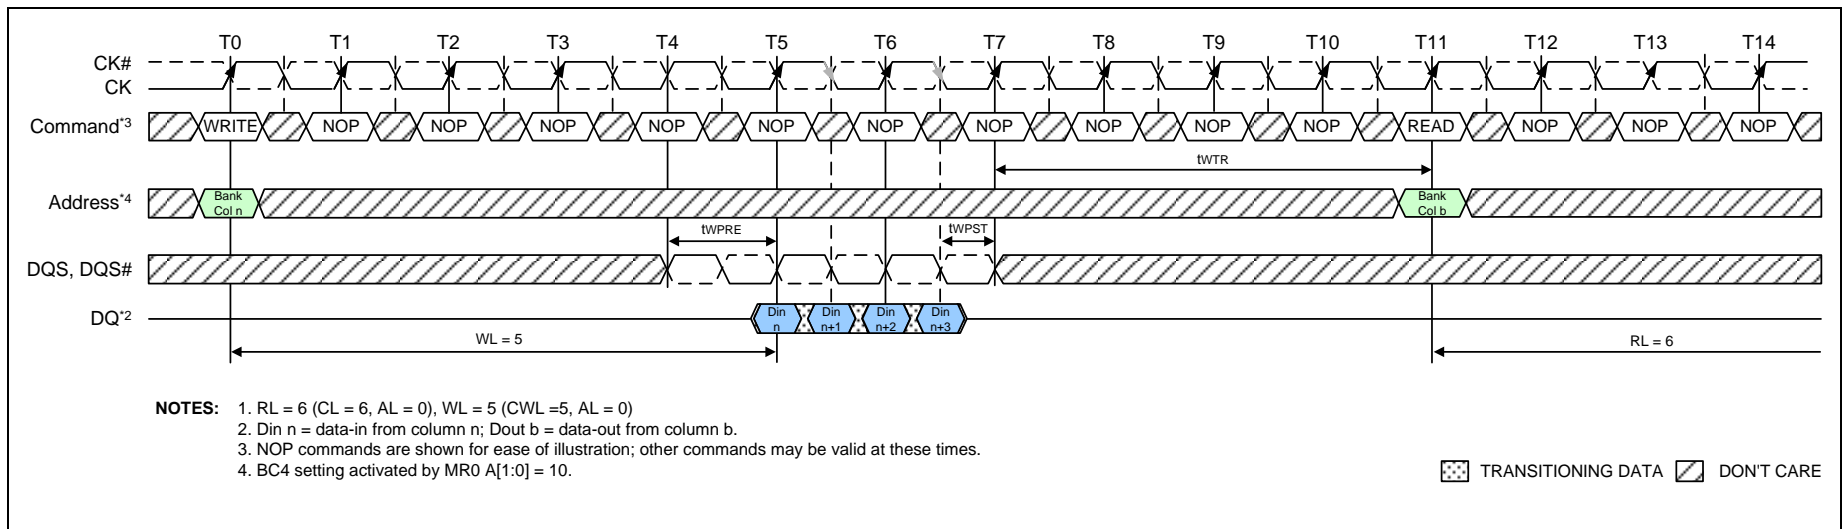 T0 T1 T2 T3 T4 T5 T6 T7 T8 T9 T10 T11 T12 T13 T14
CK#
CK
Command*3 WRITE NOP NOP NOP NOP NOP NOP NOP NOP NOP NOP READ NOP NOP NOP
tWTR
Address*4 Bank Col n Bank Col b
tWPRE tWPST
DQS, DQS#
DQ*2 Din n Din n+1 Din n+2 Din n+3
WL = 5 RL = 6
NOTES: 1. RL = 6 (CL = 6, AL = 0), WL = 5 (CWL =5, AL = 0)
2. Din n = data-in from column n; Dout b = data-out from column b.
3. NOP commands are shown for ease of illustration; other commands may be valid at these times.
4. BC4 setting activated by MR0 A[1:0] = 10.
TRANSITIONING DATA DON'T CARE